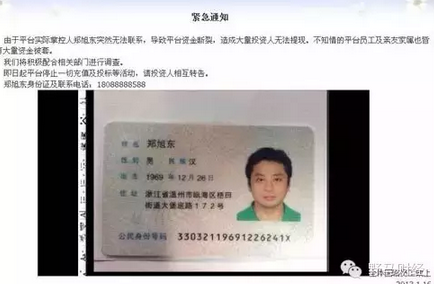 紧急通知
由于平台实际掌控人郑旭东突然无法联系，导致平台资金断裂，造成大量投资人无法提现。不知情的平台员工及亲友家属也皆
有大量资金被套。
我们将积极配合相关部门进行调查。
即日起平台停止一切充值及投标等活动，请投资人相互转告。
郑旭东身份证及联系电话：18088888588
姓名 郑旭东
性别 男 民族 汉
出生 1969 年 12 月 26 日
住址 浙江省温州市瓯海区梧田
街道大堡底路172号
公民身份号码 33032119691226241X
2013.1.16